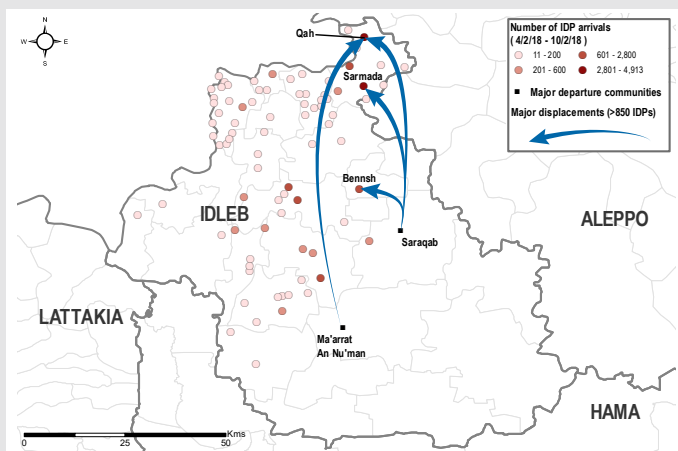 N
W E
S
Qah
Sarmada
Number of IDP arrivals
( 4/2/18 - 10/2/18)
11 - 200
601 - 2,800
201 - 600
2,801 - 4,913
Major departure communities
Major displacements (>850 IDPs)
Bennsh
IDLEB
ALEPPO
Saraqab
LATTAKIA
Ma'arrat
An Nu'man
HAMA
0 25 50
Kms